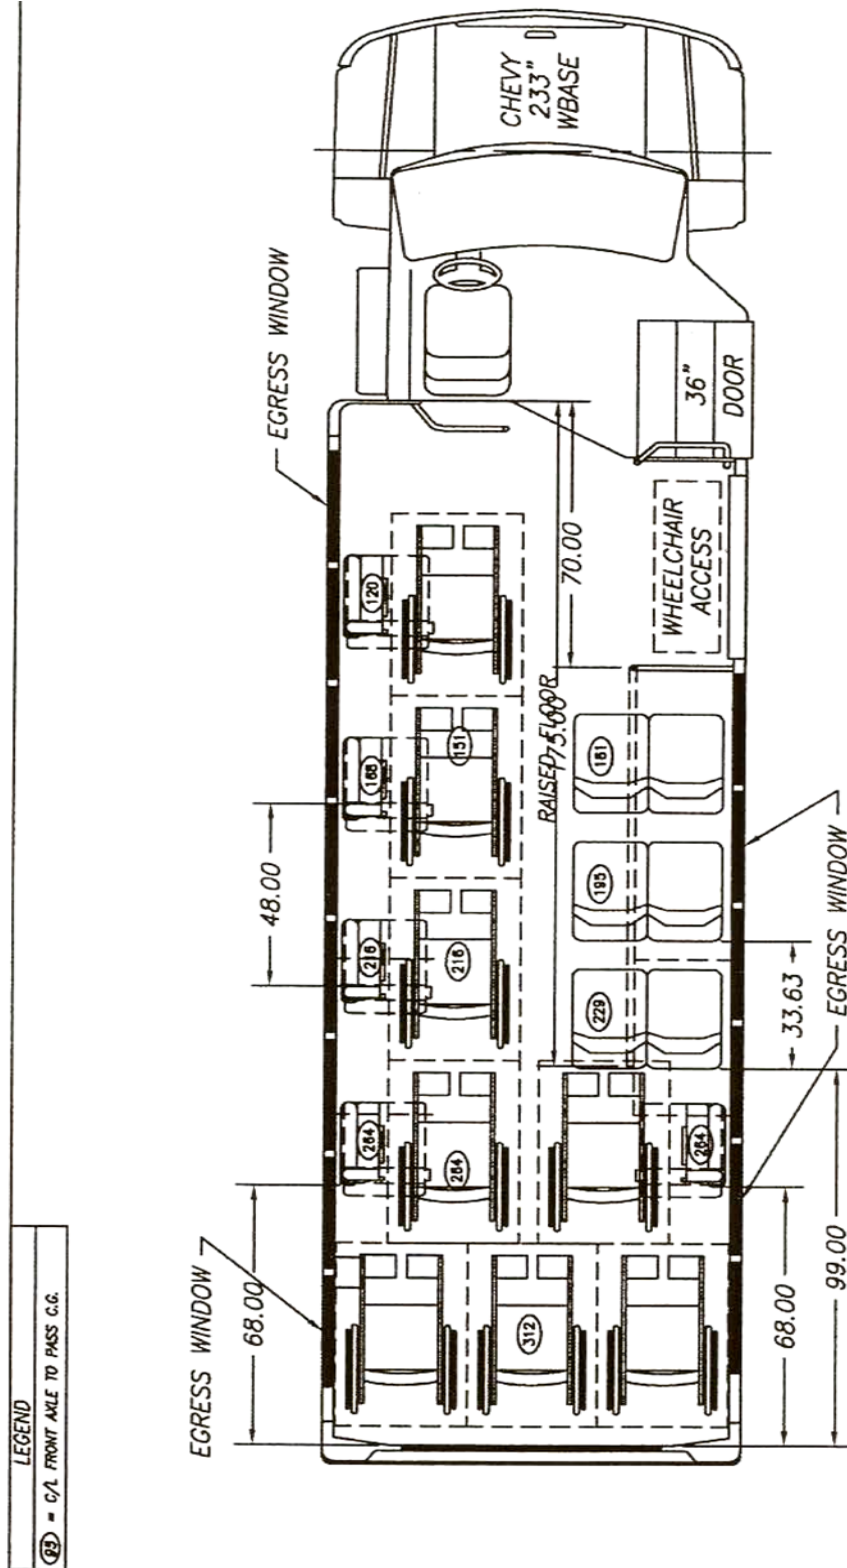 CHEVY
233"
WBASE
EGRESS WINDOW
36"
DOOR
WHEELCHAIR
ACCESS
70.00
RAISED FLOOR
175.00
120
168
151
181
48.00
216
216
195
229
33.63
EGRESS WINDOW
264
264
264
EGRESS WINDOW
68.00
312
68.00
99.00
LEGEND
= C/L FRONT AXLE TO PASS C.G.